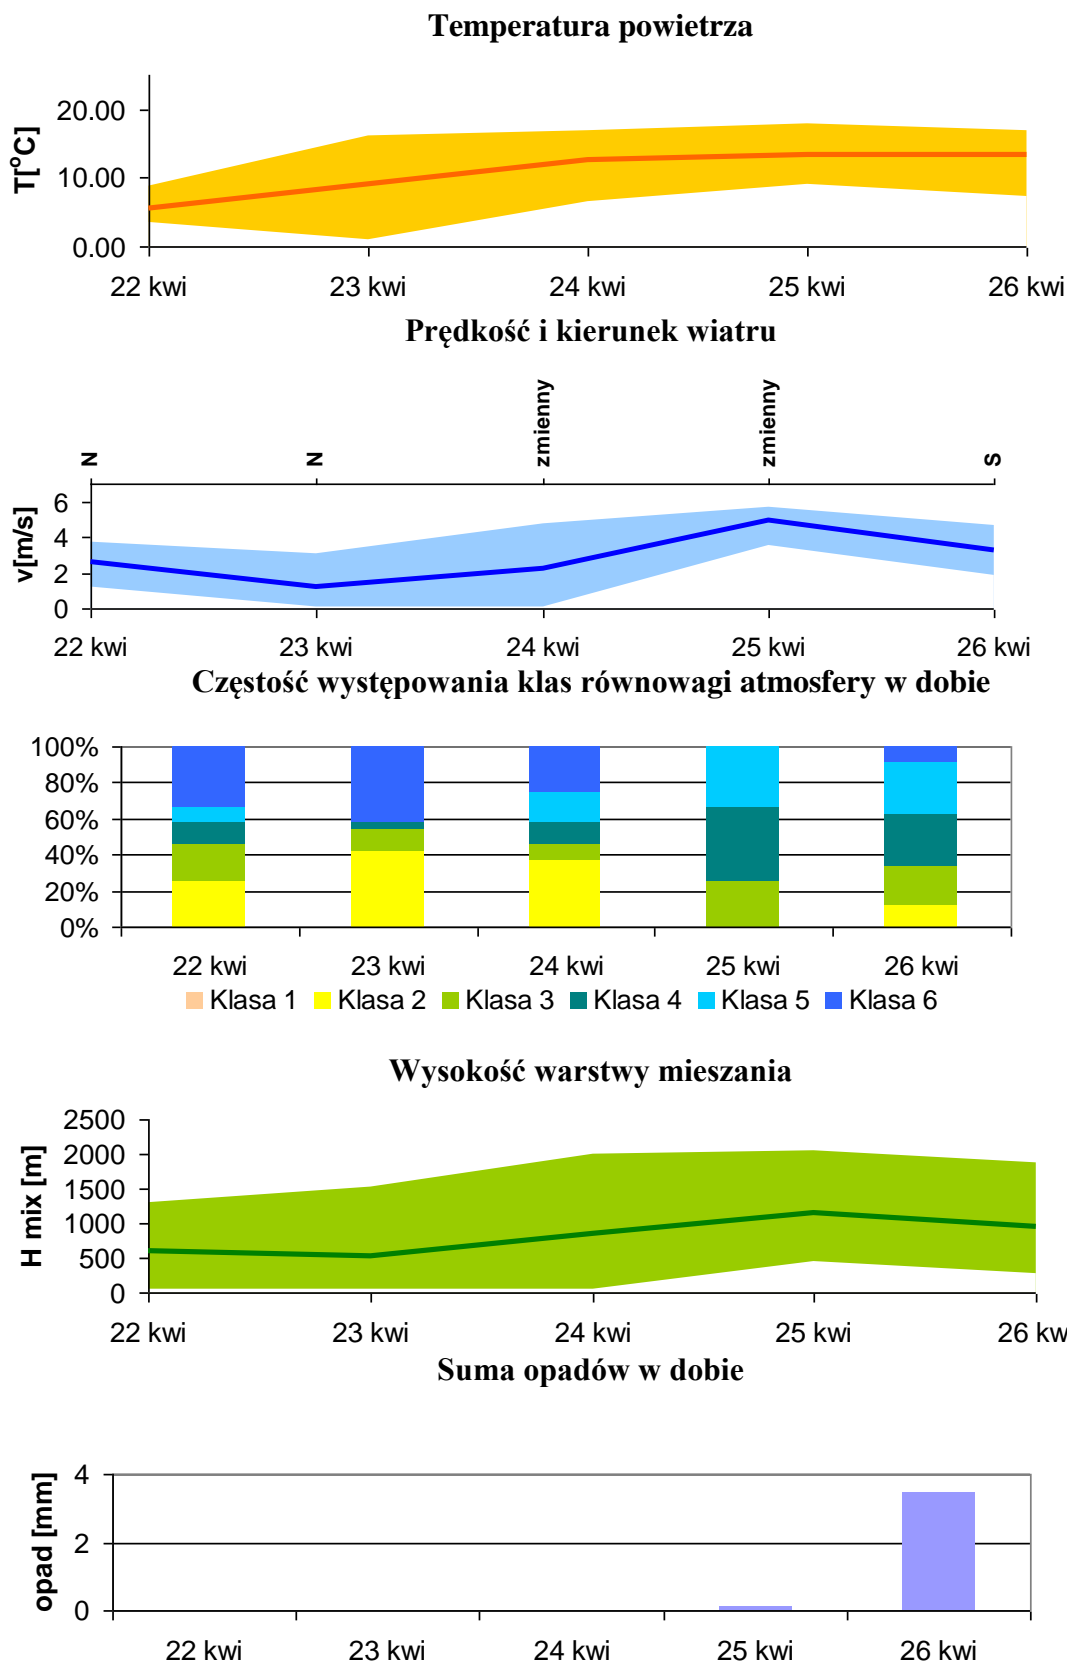 Temperatura powietrza
T[°C]
20.00
10.00
0.00
22 kwi 23 kwi 24 kwi 25 kwi 26 kwi
Prędkość i kierunek wiatru
N N zmienny zmienny S
v[m/s]
6
4
2
0
22 kwi 23 kwi 24 kwi 25 kwi 26 kwi
Częstość występowania klas równowagi atmosfery w dobie
100%
80%
60%
40%
20%
0%
22 kwi 23 kwi 24 kwi 25 kwi 26 kwi
Klasa 1 Klasa 2 Klasa 3 Klasa 4 Klasa 5 Klasa 6
Wysokość warstwy mieszania
H mix [m]
2500
2000
1500
1000
500
0
22 kwi 23 kwi 24 kwi 25 kwi 26 kw
Suma opadów w dobie
opad [mm]
4
2
0
22 kwi 23 kwi 24 kwi 25 kwi 26 kwi